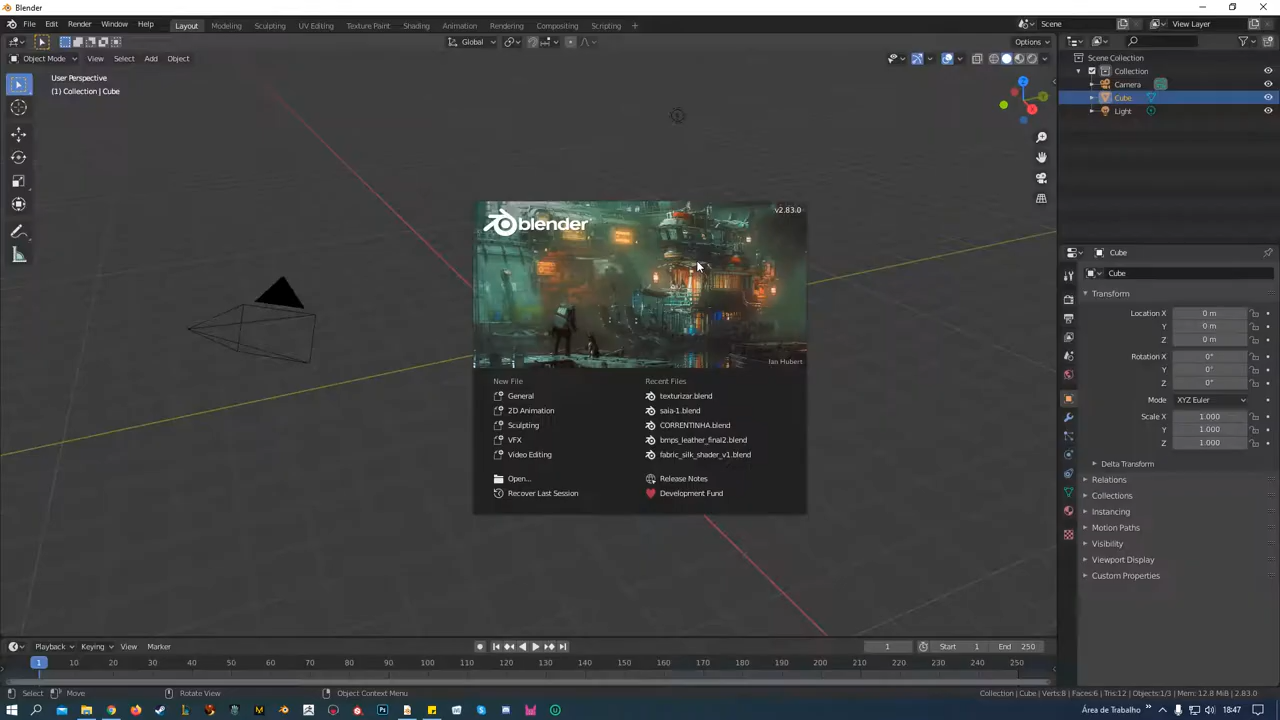 Blender
File Edit Render Window Help
Layout Modeling Sculpting UV Editing Texture Paint Shading Animation Rendering Compositing Scripting +
Scene
View Layer
Global
Options
Object Mode View Select Add Object
User Perspective
(1) Collection | Cube
Scene Collection
Collection
Camera
Cube
Light
blender
v2.83.0
Ian Hubert
New File
General
2D Animation
Sculpting
VFX
Video Editing
Open...
Recover Last Session
Recent Files
texturizar.blend
saia-1.blend
CORRENTINHA.blend
bmps_leather_final2.blend
fabric_silk_shader_v1.blend
Release Notes
Development Fund
Cube
Cube
Transform
Location X 0 m
Y 0 m
Z 0 m
Rotation X 0°
Y 0°
Z 0°
Mode XYZ Euler
Scale X 1.000
Y 1.000
Z 1.000
Delta Transform
Relations
Collections
Instancing
Motion Paths
Visibility
Viewport Display
Custom Properties
Playback Keying View Marker
1
Start 1
End 250
1 10 20 30 40 50 60 70 80 90 100 110 120 130 140 150 160 170 180 190 200 210 220 230 240 250
Select Move Rotate View Object Context Menu
Collection | Cube | Verts:8 | Faces:6 | Tris:12 | Objects:1/3 | Mem: 12.8 MiB | 2.83.0
Área de Trabalho
18:47